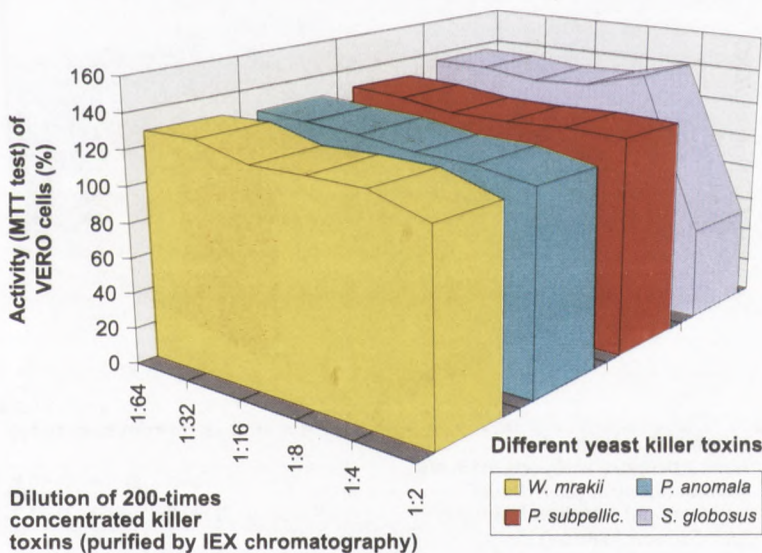 Activity (MTT test) of
VERO cells (%)
160
140
120
100
80
60
40
20
0
1:64
1:32
1:16
1:8
1:4
1:2
Dilution of 200-times
concentrated killer
toxins (purified by IEX chromatography)
Different yeast killer toxins
W. mrakii
P. anomala
P. subpellic.
S. globosus